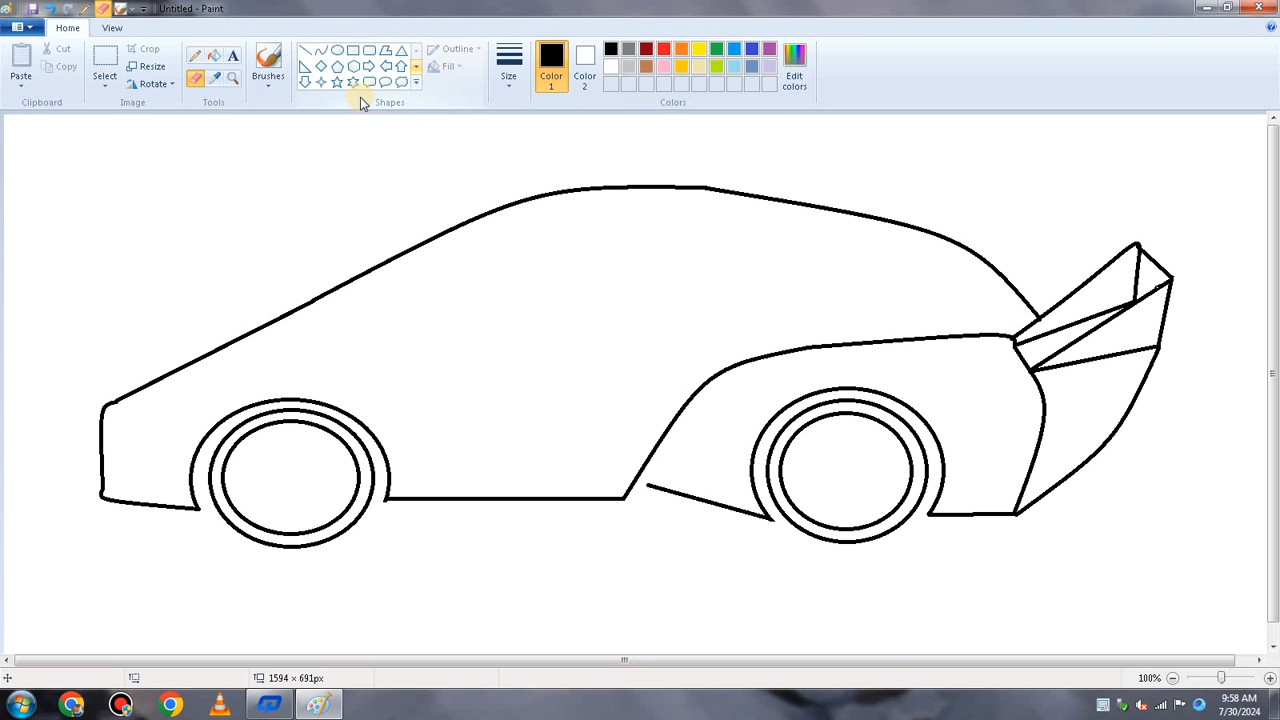 Untitled - Paint
Home
View
Paste
Cut
Copy
Clipboard
Select
Crop
Resize
Rotate
Image
A
Tools
Brushes
Outline
Fill
Shapes
Size
Color
1
Color
2
Edit
colors
Colors
1594 × 691px
100%
9:58 AM
7/30/2024